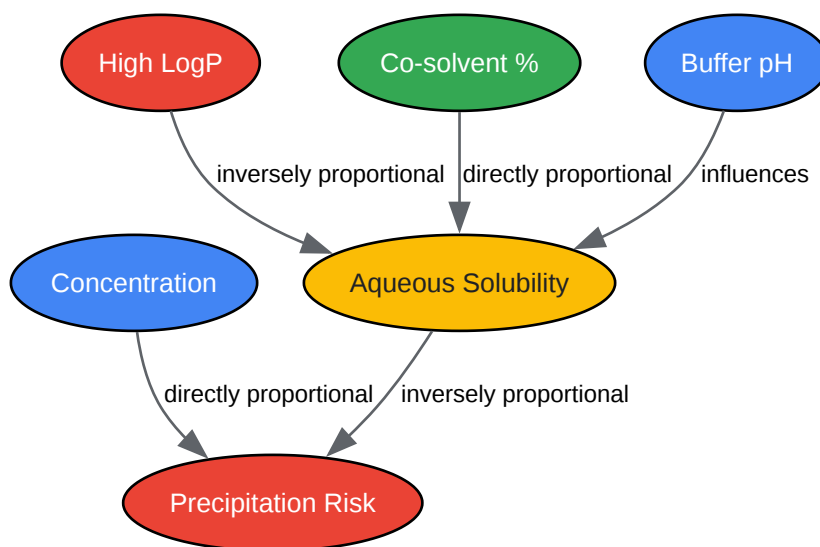 High LogP
Co-solvent %
Buffer pH
inversely proportional
directly proportional
influences
Concentration
Aqueous Solubility
directly proportional
inversely proportional
Precipitation Risk